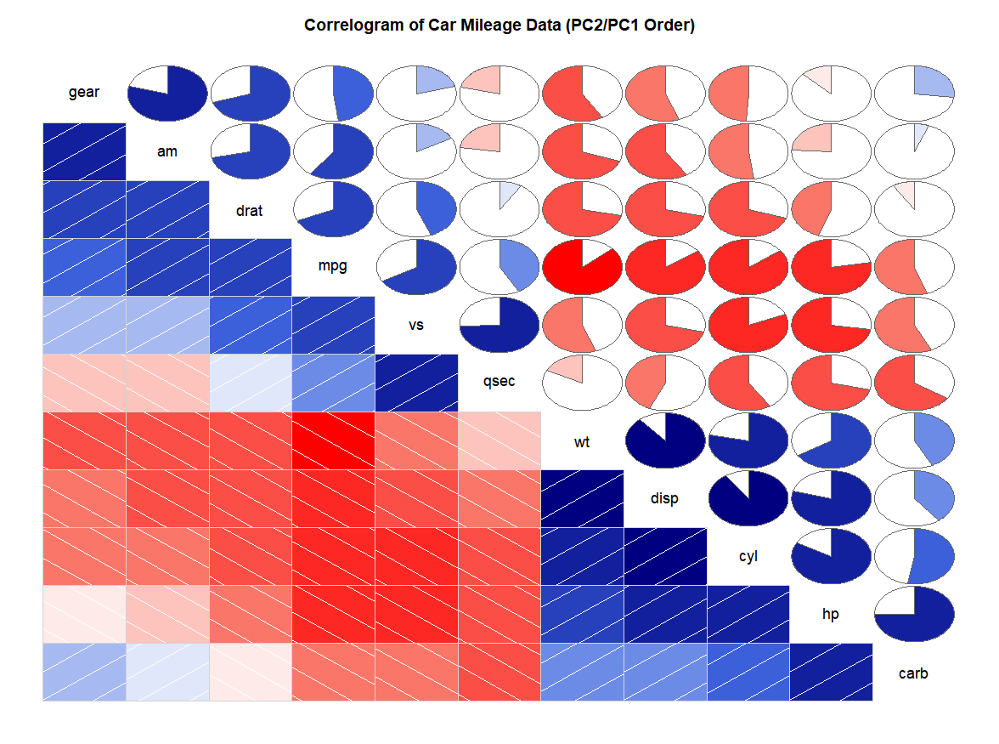 Correlogram of Car Mileage Data (PC2/PC1 Order)
gear
am
drat
mpg
vs
qsec
wt
disp
cyl
hp
carb